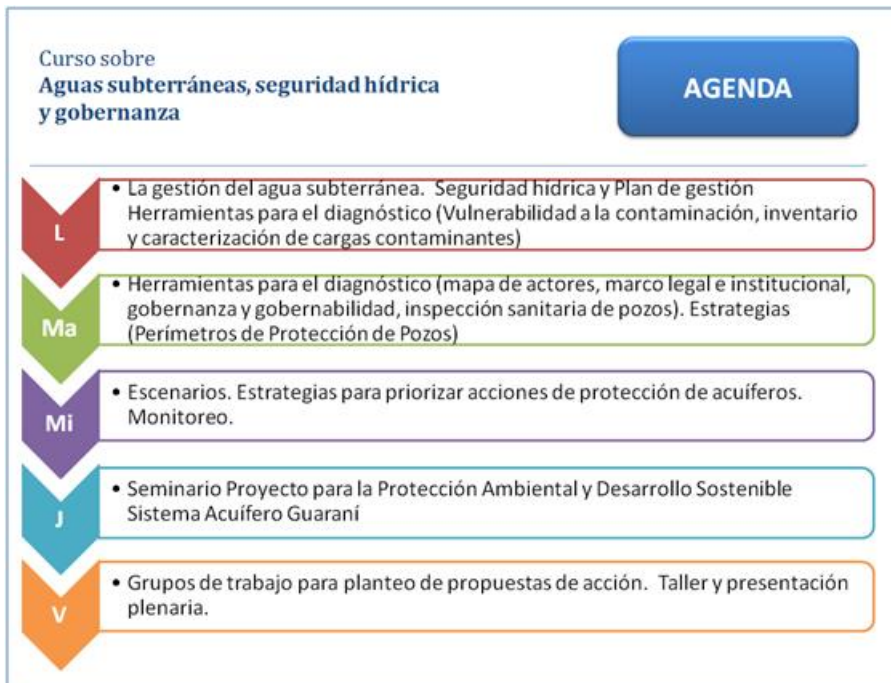 Curso sobre
Aguas subterráneas, seguridad hídrica
y gobernanza
AGENDA
L
• La gestión del agua subterránea. Seguridad hídrica y Plan de gestión
Herramientas para el diagnóstico (Vulnerabilidad a la contaminación, inventario
y caracterización de cargas contaminantes)
Ma
• Herramientas para el diagnóstico (mapa de actores, marco legal e institucional,
gobernanza y gobernabilidad, inspección sanitaria de pozos). Estrategias
(Perímetros de Protección de Pozos)
Mi
• Escenarios. Estrategias para priorizar acciones de protección de acuíferos.
Monitoreo.
J
• Seminario Proyecto para la Protección Ambiental y Desarrollo Sostenible
Sistema Acuífero Guaraní
V
• Grupos de trabajo para planteo de propuestas de acción. Taller y presentación
plenaria.